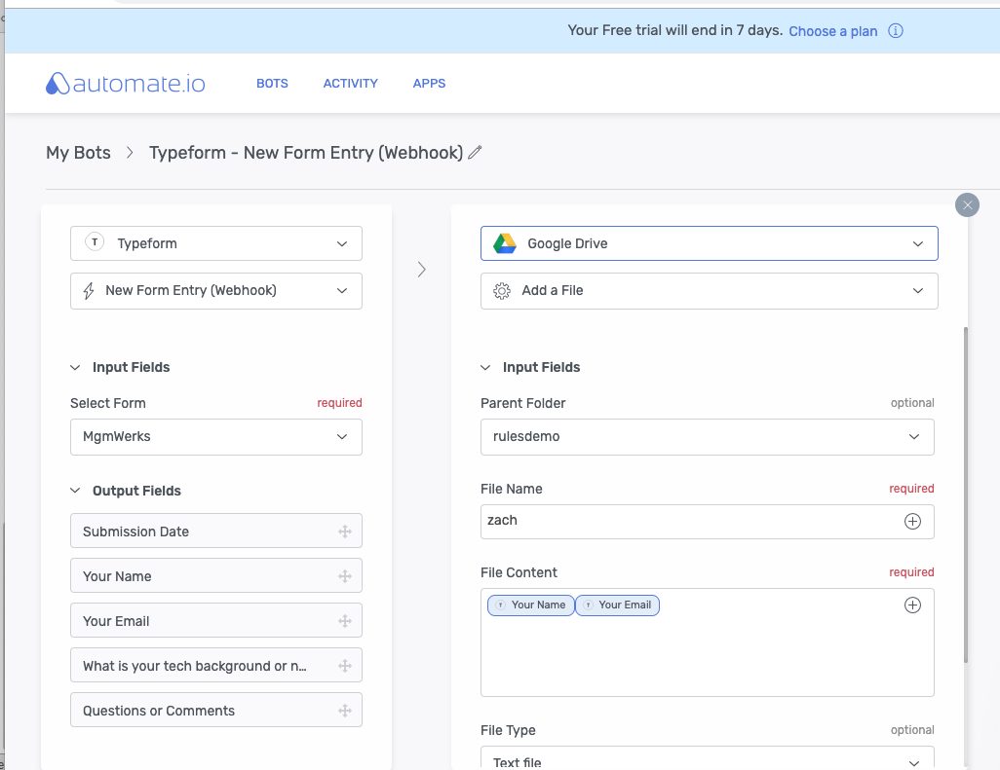 Your Free trial will end in 7 days. Choose a plan
automate.io BOTS ACTIVITY APPS
My Bots > Typeform - New Form Entry (Webhook)
T Typeform
New Form Entry (Webhook)
Input Fields
Select Form required
MgmWerks
Output Fields
Submission Date
Your Name
Your Email
What is your tech background or n...
Questions or Comments
Google Drive
Add a File
Input Fields
Parent Folder optional
rulesdemo
File Name required
zach
File Content required
T Your Name T Your Email
File Type optional
Text file